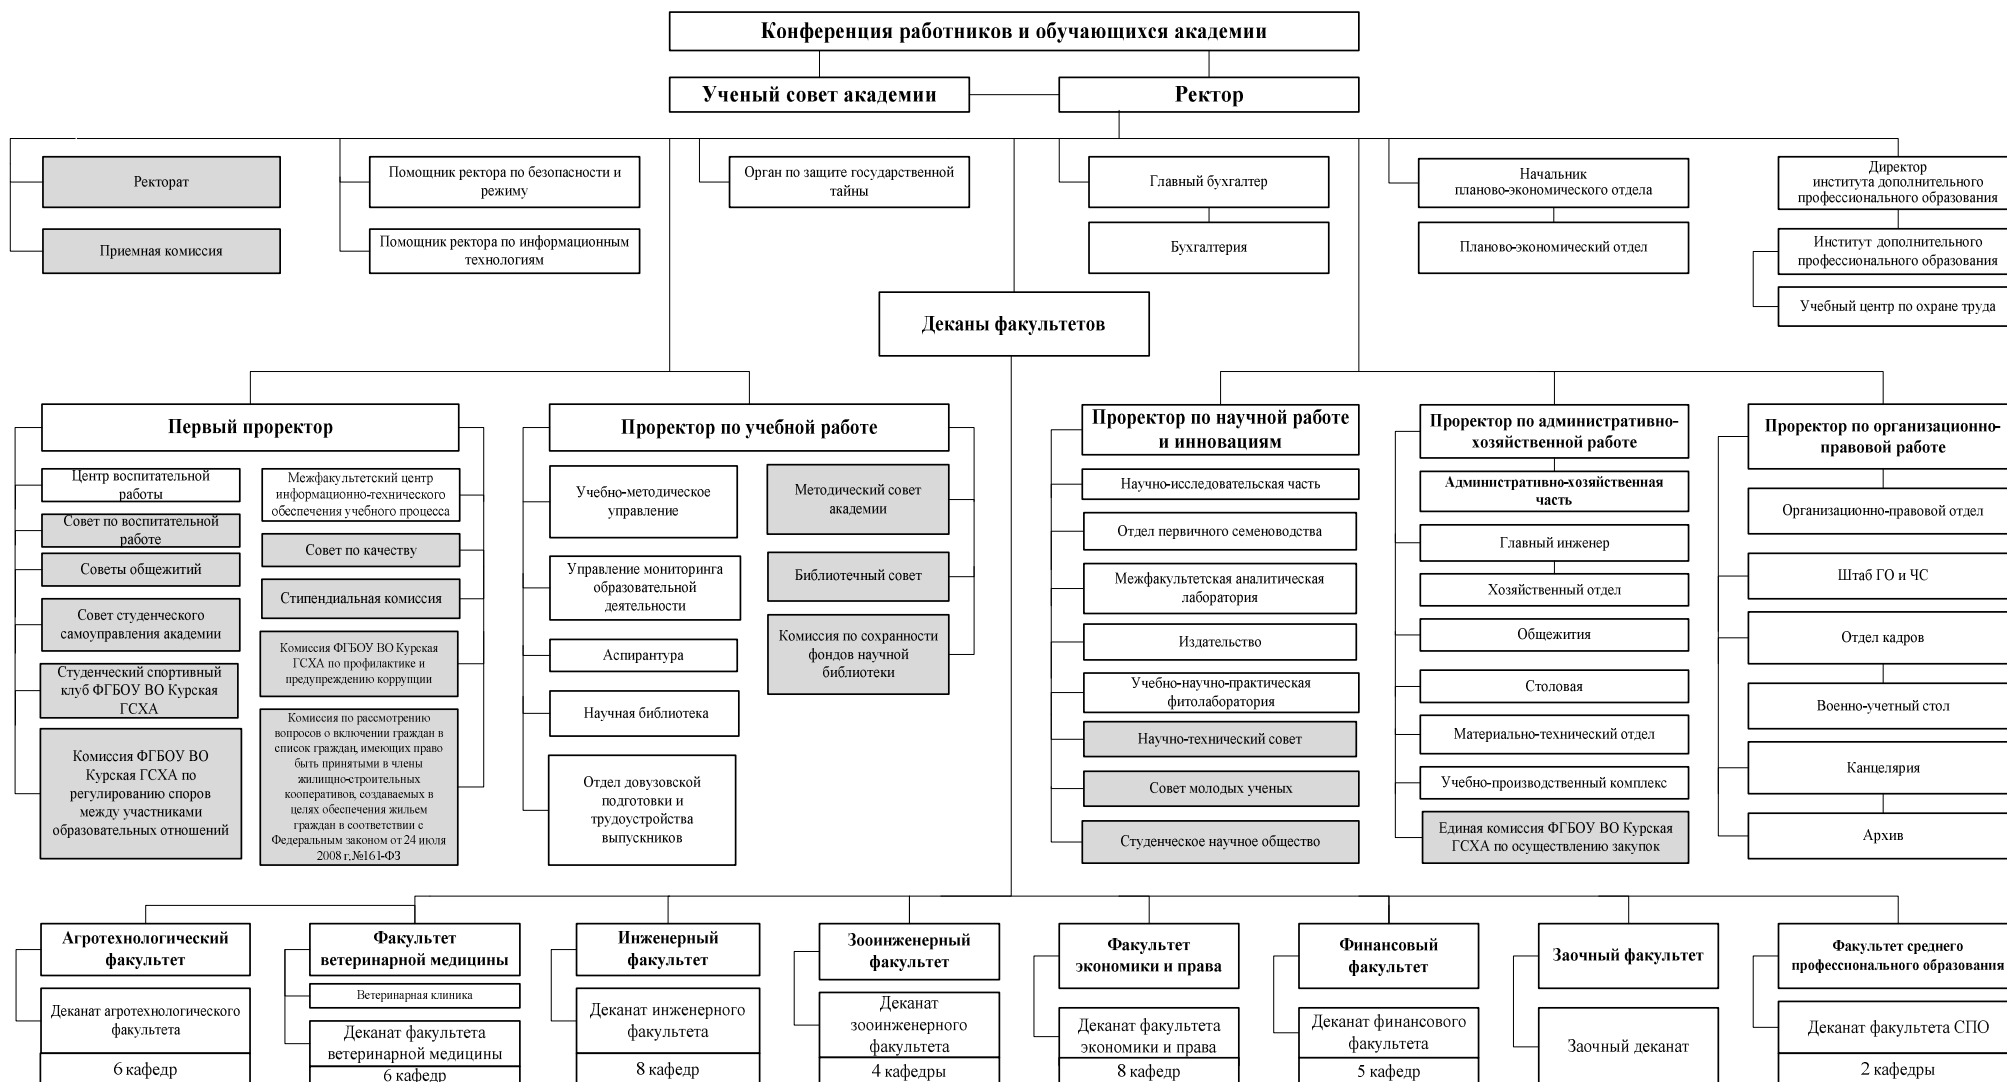 Конференция работников и обучающихся академии
Ученый совет академии
Ректор
Ректорат
Приемная комиссия
Помощник ректора по безопасности и
режиму
Помощник ректора по информационным
технологиям
Орган по защите государственной
тайны
Главный бухгалтер
Бухгалтерия
Начальник
планово-экономического отдела
Планово-экономический отдел
Директор
института дополнительного
профессионального образования
Институт дополнительного
профессионального образования
Учебный центр по охране труда
Деканы факультетов
Первый проректор
Центр воспитательной
работы
Совет по воспитательной
работе
Советы общежитий
Совет студенческого
самоуправления академии
Студенческий спортивный
клуб ФГБОУ ВО Курская
ГСХА
Комиссия ФГБОУ ВО
Курская ГСХА по
регулированию споров
между участниками
образовательных отношений
Межфакультетский центр
информационно-технического
обеспечения учебного процесса
Совет по качеству
Стипендиальная комиссия
Комиссия ФГБОУ ВО Курская
ГСХА по профилактике и
предупреждению коррупции
Комиссия по рассмотрению
вопросов о включении граждан в
список граждан, имеющих право
быть принятыми в члены
жилищно-строительных
кооперативов, создаваемых в
целях обеспечения жильем
граждан в соответствии с
Федеральным законом от 24 июля
2008 г.№161-ФЗ
Проректор по учебной работе
Учебно-методическое
управление
Управление мониторинга
образовательной
деятельности
Аспирантура
Научная библиотека
Отдел довузовской
подготовки и
трудоустройства
выпускников
Методический совет
академии
Библиотечный совет
Комиссия по сохранности
фондов научной
библиотеки
Проректор по научной работе
и инновациям
Научно-исследовательская часть
Отдел первичного семеноводства
Межфакультетская аналитическая
лаборатория
Издательство
Учебно-научно-практическая
фитолаборатория
Научно-технический совет
Совет молодых ученых
Студенческое научное общество
Проректор по административно-
хозяйственной работе
Административно-хозяйственная
часть
Главный инженер
Хозяйственный отдел
Общежития
Столовая
Материально-технический отдел
Учебно-производственный комплекс
Единая комиссия ФГБОУ ВО Курская
ГСХА по осуществлению закупок
Проректор по организационно-
правовой работе
Организационно-правовой отдел
Штаб ГО и ЧС
Отдел кадров
Военно-учетный стол
Канцелярия
Архив
Агротехнологический
факультет
Деканат агротехнологического
факультета
6 кафедр
Факультет
ветеринарной медицины
Ветеринарная клиника
Деканат факультета
ветеринарной медицины
6 кафедр
Инженерный
факультет
Деканат инженерного
факультета
8 кафедр
Зооинженерный
факультет
Деканат
зооинженерного
факультета
4 кафедры
Факультет
экономики и права
Деканат факультета
экономики и права
8 кафедр
Финансовый
факультет
Деканат финансового
факультета
5 кафедр
Заочный факультет
Заочный деканат
Факультет среднего
профессионального образования
Деканат факультета СПО
2 кафедры